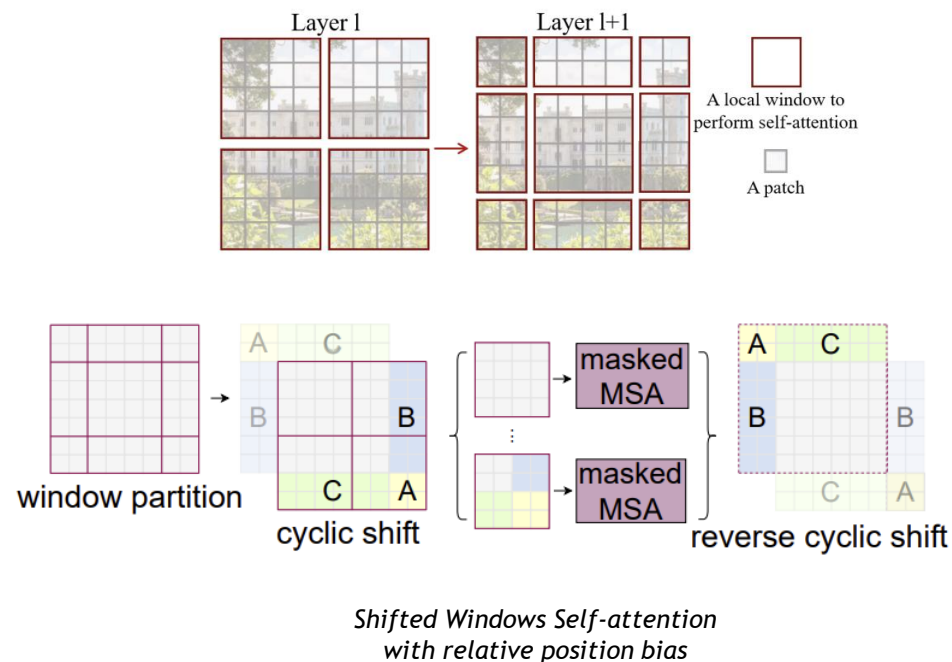 Layer l
Layer l+1
A local window to
perform self-attention
A patch
A
C
B
B
C
A
window partition
cyclic shift
masked
MSA
masked
MSA
A
C
B
B
C
A
reverse cyclic shift
Shifted Windows Self-attention
with relative position bias